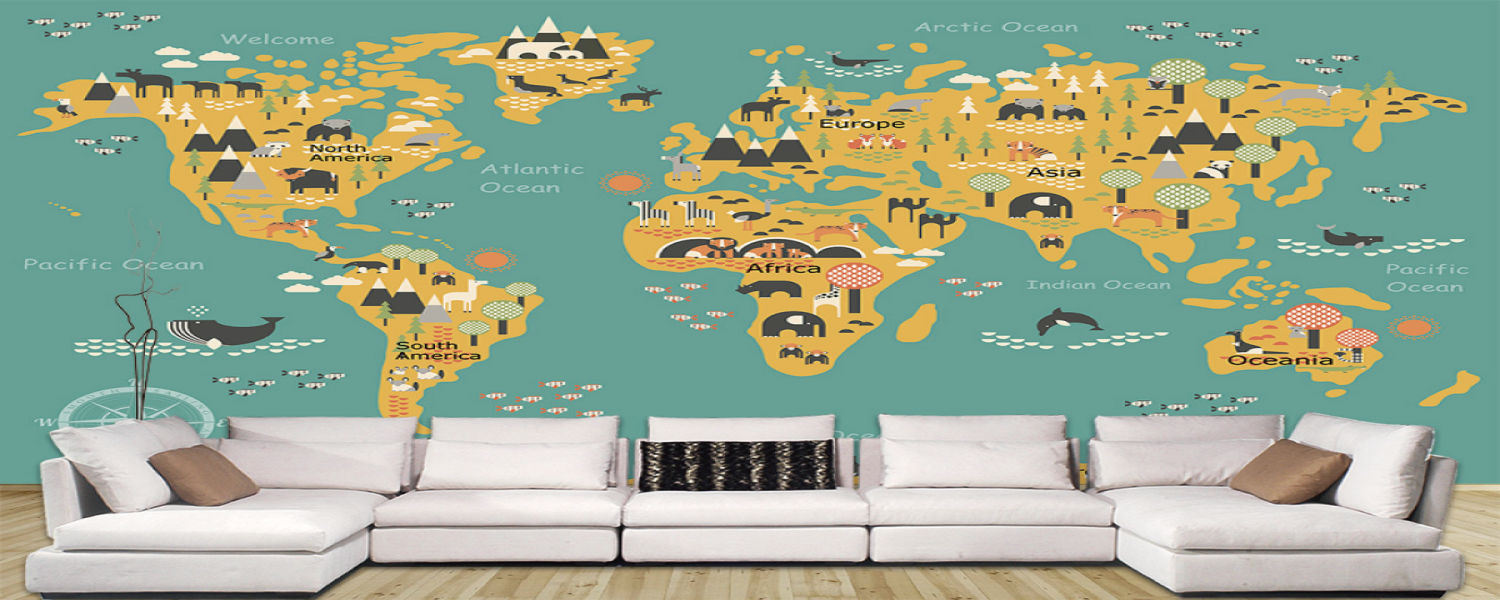 Welcome
Arctic Ocean
North
America
Europe
Atlantic
Ocean
Asia
Pacific Ocean
Africa
Pacific
Ocean
Indian Ocean
South
America
Oceania
W
E